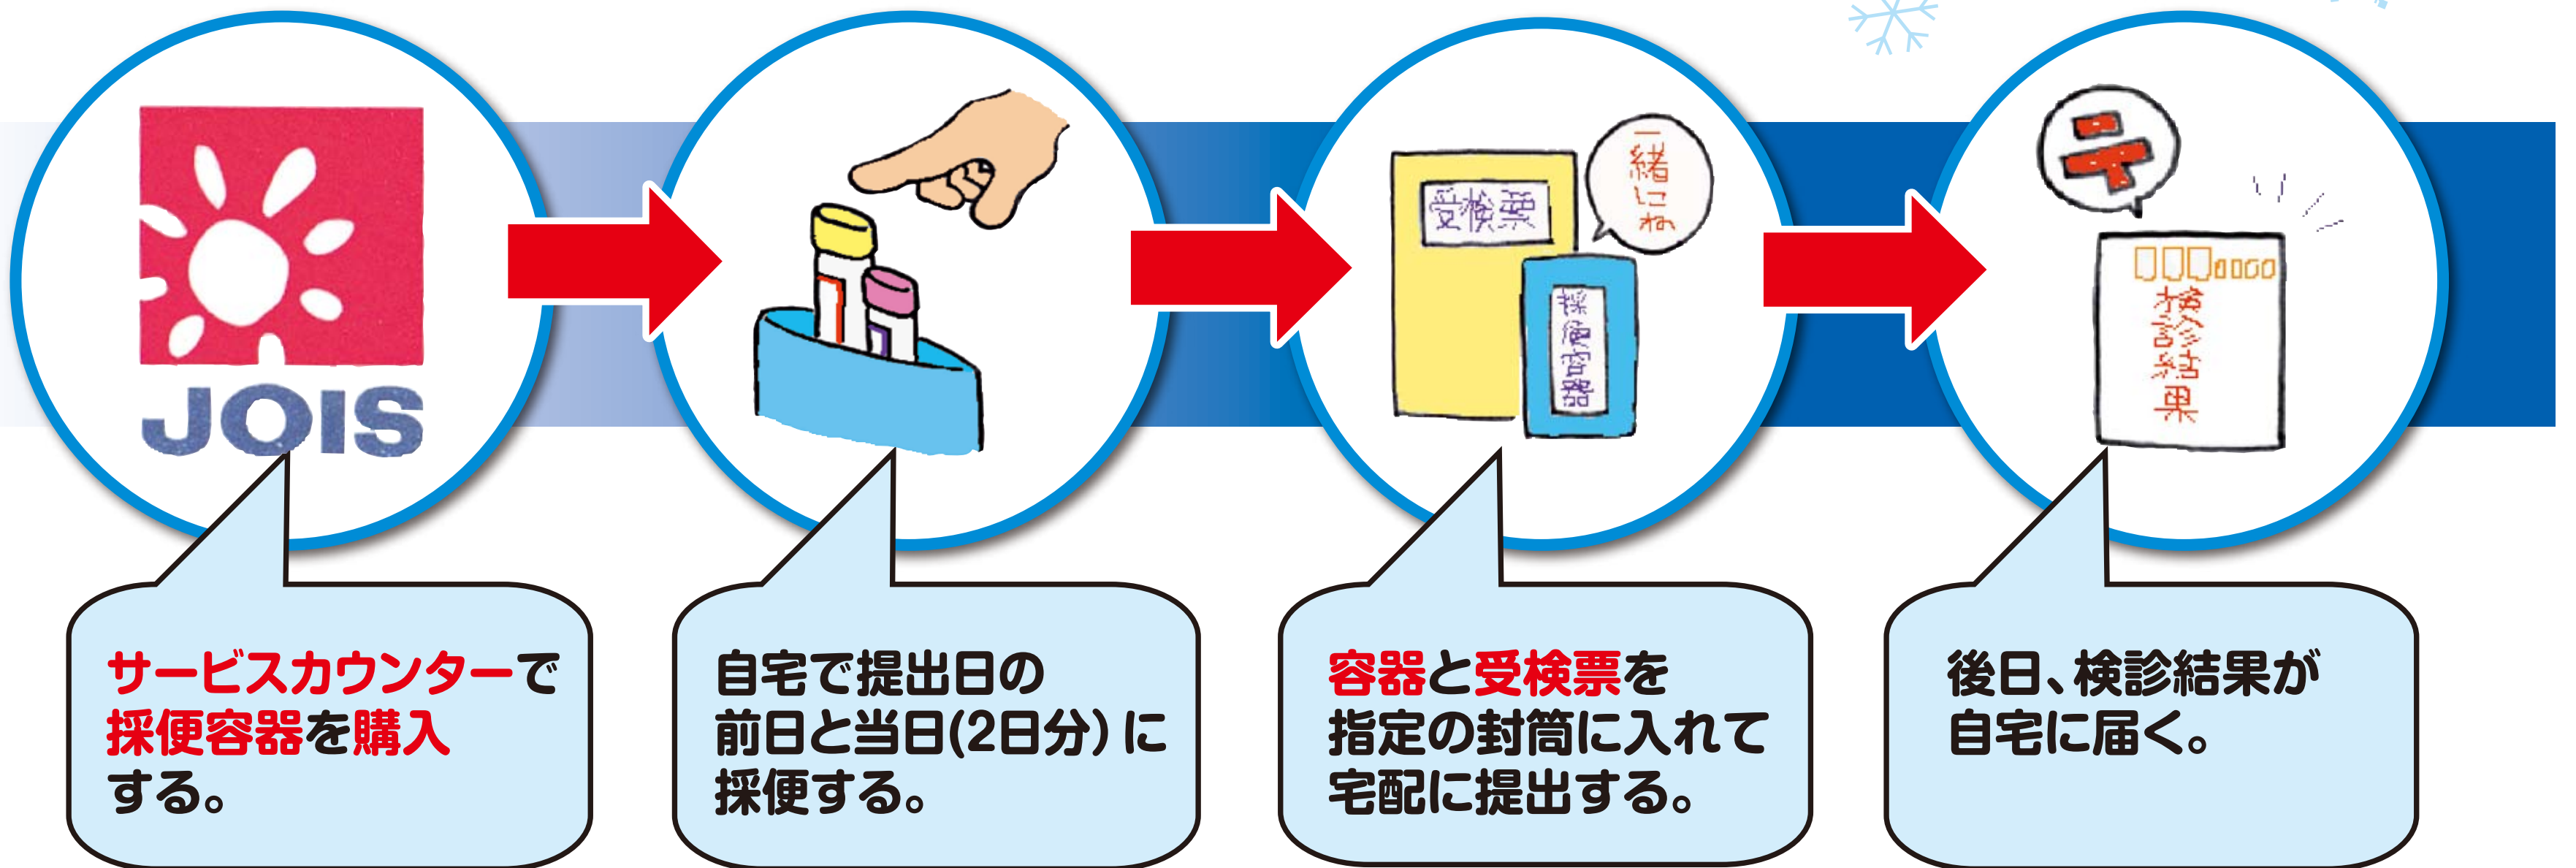 JOIS
受検票
一緒にね
採便容器
〒
検診結果
サービスカウンターで
採便容器を購入
する。
自宅で提出日の
前日と当日(2日分)に
採便する。
容器と受検票を
指定の封筒に入れて
宅配に提出する。
後日、検診結果が
自宅に届く。